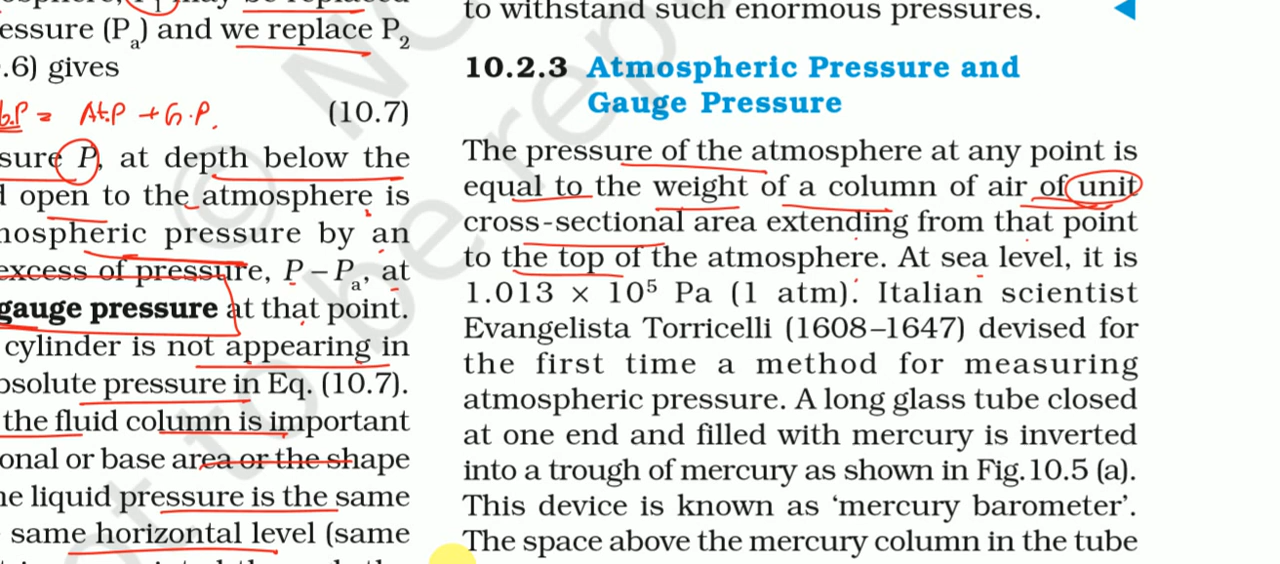 essure (Pₐ) and we replace P₂
.6) gives
b.P = At.P + G.P. (10.7)
sure P, at depth below the
open to the atmosphere is
nospheric pressure by an
excess of pressure, P − Pₐ, at
gauge pressure at that point.
cylinder is not appearing in
bsolute pressure in Eq. (10.7).
the fluid column is important
onal or base area or the shape
he liquid pressure is the same
same horizontal level (same
to withstand such enormous pressures.
10.2.3 Atmospheric Pressure and
Gauge Pressure
The pressure of the atmosphere at any point is
equal to the weight of a column of air of unit
cross-sectional area extending from that point
to the top of the atmosphere. At sea level, it is
1.013 × 10⁵ Pa (1 atm). Italian scientist
Evangelista Torricelli (1608–1647) devised for
the first time a method for measuring
atmospheric pressure. A long glass tube closed
at one end and filled with mercury is inverted
into a trough of mercury as shown in Fig.10.5 (a).
This device is known as ‘mercury barometer’.
The space above the mercury column in the tube